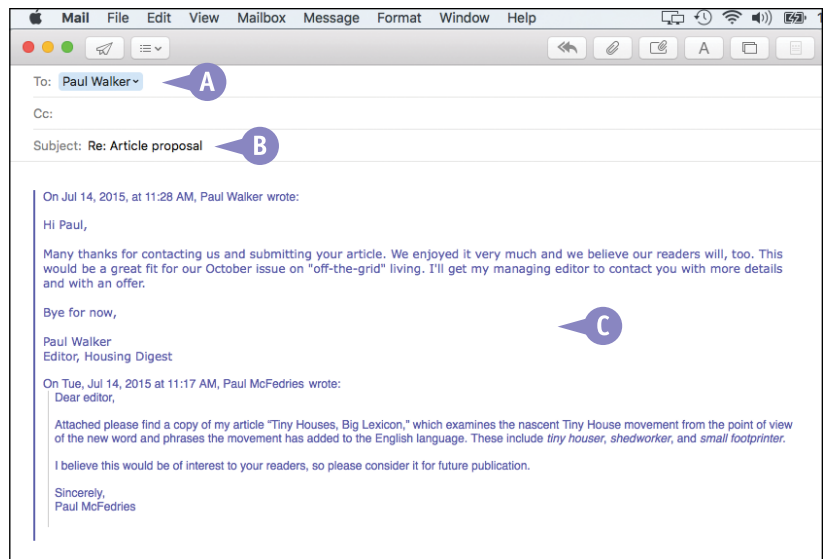 Mail File Edit View Mailbox Message Format Window Help
A
To: Paul Walker
A
Cc:
Subject: Re: Article proposal
B
On Jul 14, 2015, at 11:28 AM, Paul Walker wrote:
Hi Paul,
Many thanks for contacting us and submitting your article. We enjoyed it very much and we believe our readers will, too. This
would be a great fit for our October issue on "off-the-grid" living. I'll get my managing editor to contact you with more details
and with an offer.
C
Bye for now,
Paul Walker
Editor, Housing Digest
On Tue, Jul 14, 2015 at 11:17 AM, Paul McFedries wrote:
Dear editor,
Attached please find a copy of my article “Tiny Houses, Big Lexicon,” which examines the nascent Tiny House movement from the point of view
of the new word and phrases the movement has added to the English language. These include tiny houser, shedworker, and small footprinter.
I believe this would be of interest to your readers, so please consider it for future publication.
Sincerely,
Paul McFedries